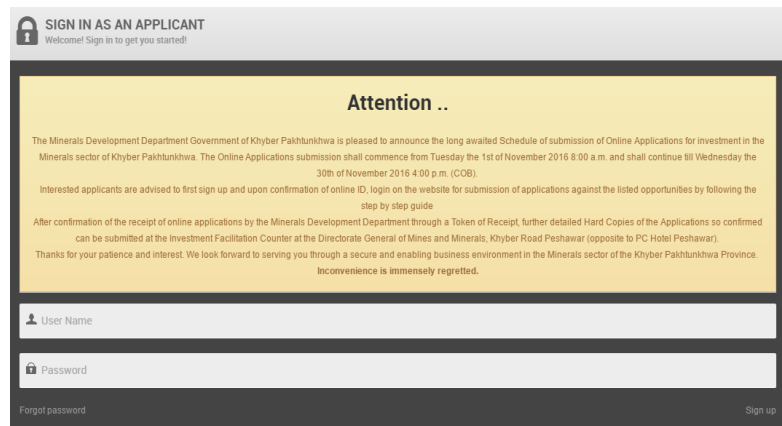 SIGN IN AS AN APPLICANT
Welcome! Sign in to get you started!
Attention ..
The Minerals Development Department Government of Khyber Pakhtunkhwa is pleased to announce the long awaited Schedule of submission of Online Applications for investment in the
Minerals sector of Khyber Pakhtunkhwa. The Online Applications submission shall commence from Tuesday the 1st of November 2016 8:00 a.m. and shall continue till Wednesday the
30th of November 2016 4:00 p.m. (COB).
Interested applicants are advised to first sign up and upon confirmation of online ID, login on the website for submission of applications against the listed opportunities by following the
step by step guide
After confirmation of the receipt of online applications by the Minerals Development Department through a Token of Receipt, further detailed Hard Copies of the Applications so confirmed
can be submitted at the Investment Facilitation Counter at the Directorate General of Mines and Minerals, Khyber Road Peshawar (opposite to PC Hotel Peshawar).
Thanks for your patience and interest. We look forward to serving you through a secure and enabling business environment in the Minerals sector of the Khyber Pakhtunkhwa Province.
Inconvenience is immensely regretted.
User Name
Password
Forgot password
Sign up